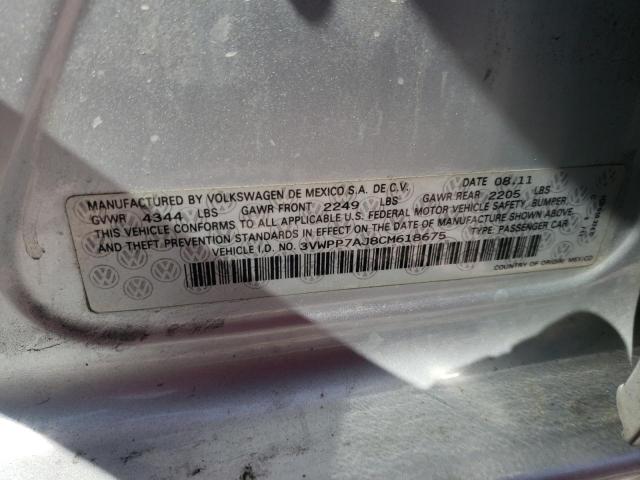 MANUFACTURED BY VOLKSWAGEN DE MEXICO S.A. DE C.V. DATE 08.11
GVWR 4344 LBS GAWR FRONT 2249 LBS GAWR REAR 2205 LBS
THIS VEHICLE CONFORMS TO ALL APPLICABLE U.S. FEDERAL MOTOR VEHICLE SAFETY, BUMPER,
AND THEFT PREVENTION STANDARDS IN EFFECT ON THE DATE OF MANUFACTURE SHOWN ABOVE.
VEHICLE I.D. NO. 3VWPP7AJ8CM618675 TYPE: PASSENGER CAR
COUNTRY OF ORIGIN: MEXICO